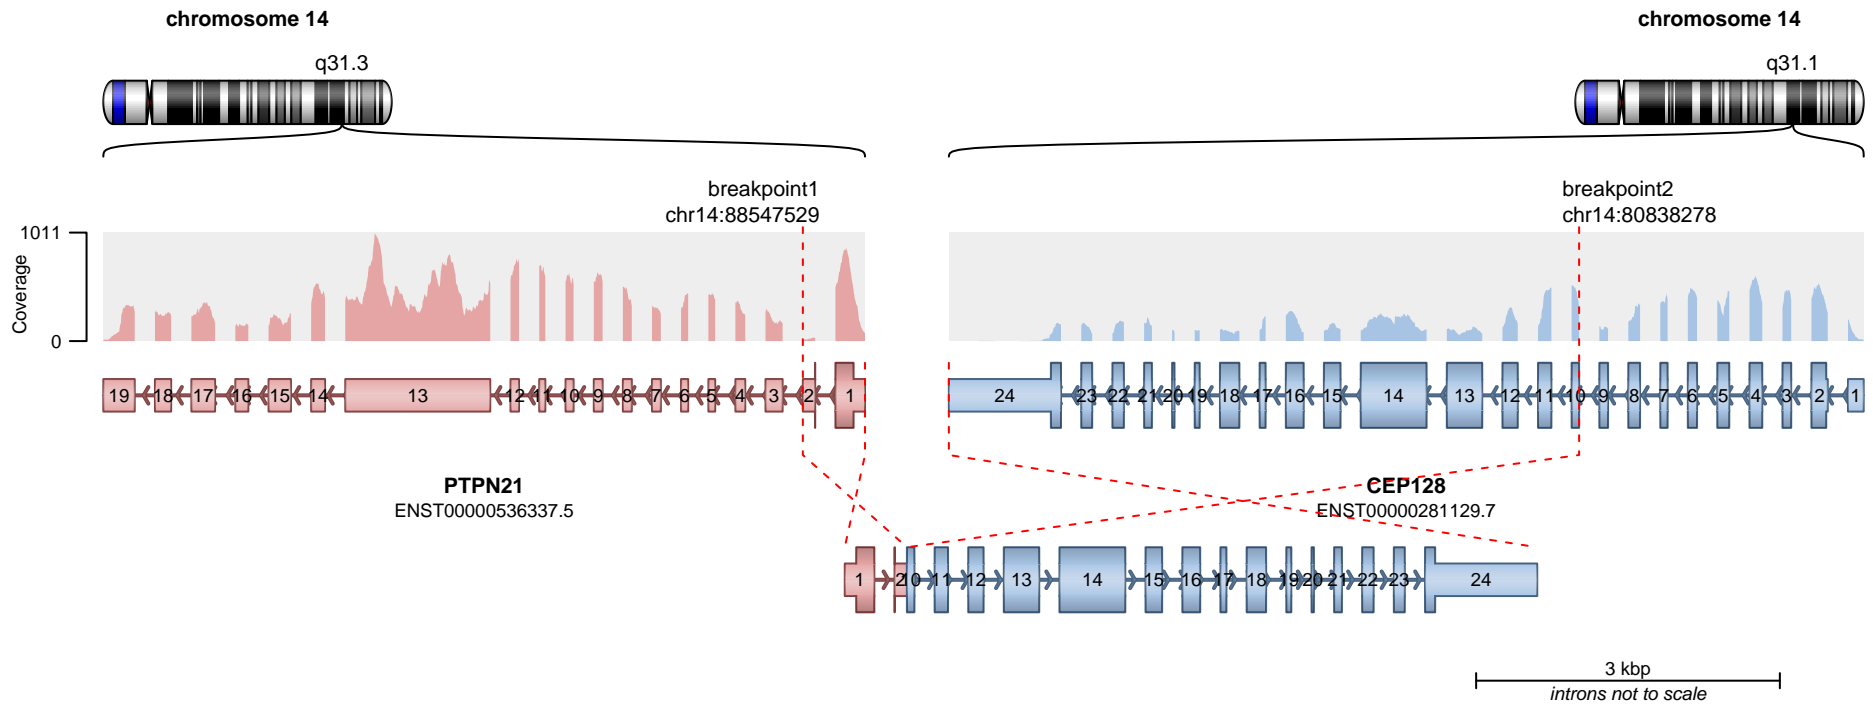 chromosome 14
chromosome 14
q31.3
q31.1
breakpoint1
chr14:88547529
breakpoint2
chr14:80838278
1011
Coverage
0
19 18 17 16 15 14 13 12 11 10 9 8 7 6 5 4 3 2 1
24 23 22 21 20 19 18 17 16 15 14 13 12 11 10 9 8 7 6 5 4 3 2 1
PTPN21
ENST00000536337.5
CEP128
ENST00000281129.7
1 2 10 11 12 13 14 15 16 17 18 19 20 21 22 23 24
3 kbp
introns not to scale